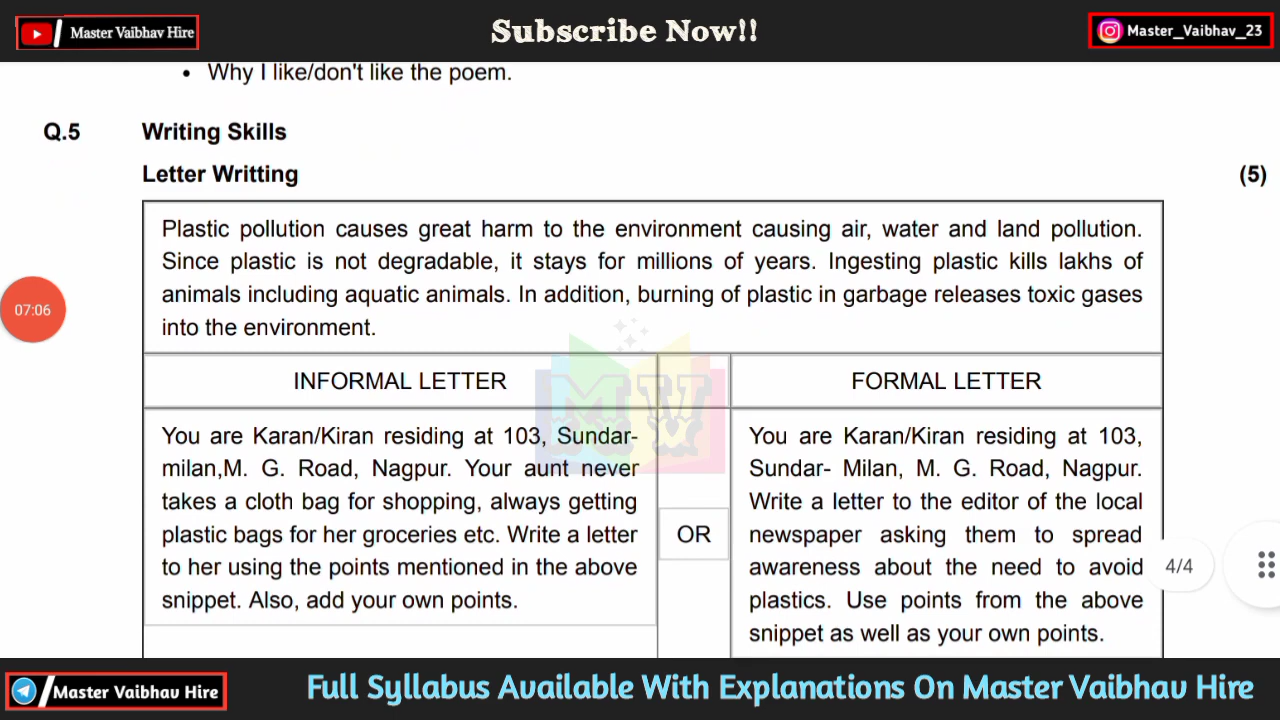 Master Vaibhav Hire
Subscribe Now!!
Master_Vaibhav_23
• Why I like/don't like the poem.
Q.5 Writing Skills
Letter Writting (5)
Plastic pollution causes great harm to the environment causing air, water and land pollution.
Since plastic is not degradable, it stays for millions of years. Ingesting plastic kills lakhs of
animals including aquatic animals. In addition, burning of plastic in garbage releases toxic gases
into the environment.
07:06
INFORMAL LETTER
FORMAL LETTER
You are Karan/Kiran residing at 103, Sundar-
milan,M. G. Road, Nagpur. Your aunt never
takes a cloth bag for shopping, always getting
plastic bags for her groceries etc. Write a letter
to her using the points mentioned in the above
snippet. Also, add your own points.
OR
You are Karan/Kiran residing at 103,
Sundar- Milan, M. G. Road, Nagpur.
Write a letter to the editor of the local
newspaper asking them to spread
awareness about the need to avoid
plastics. Use points from the above
snippet as well as your own points.
4/4
MW
Master Vaibhav Hire
Full Syllabus Available With Explanations On Master Vaibhav Hire